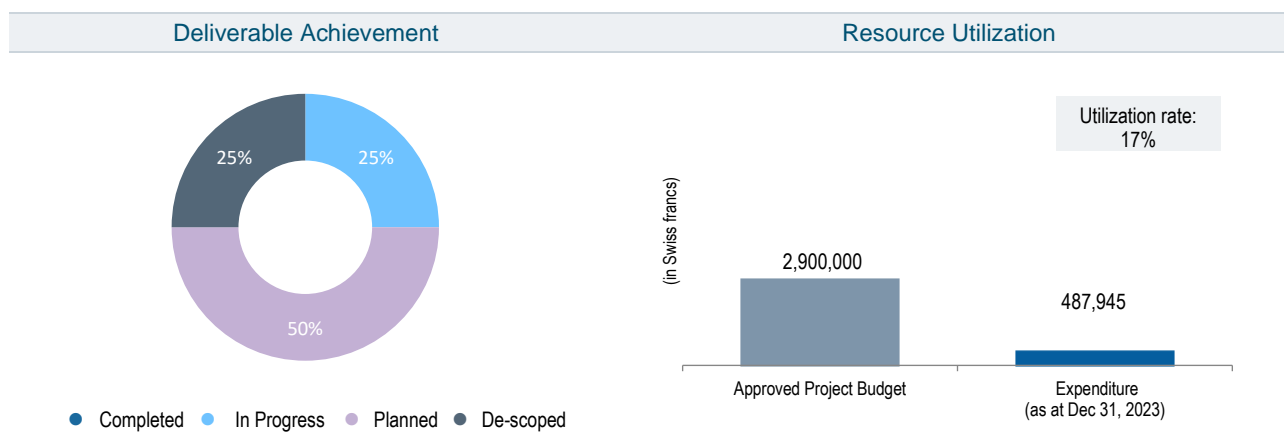 Deliverable Achievement
Resource Utilization
25%
25%
50%
Completed
In Progress
Planned
De-scoped
Utilization rate:
17%
(in Swiss francs)
2,900,000
487,945
Approved Project Budget
Expenditure
(as at Dec 31, 2023)